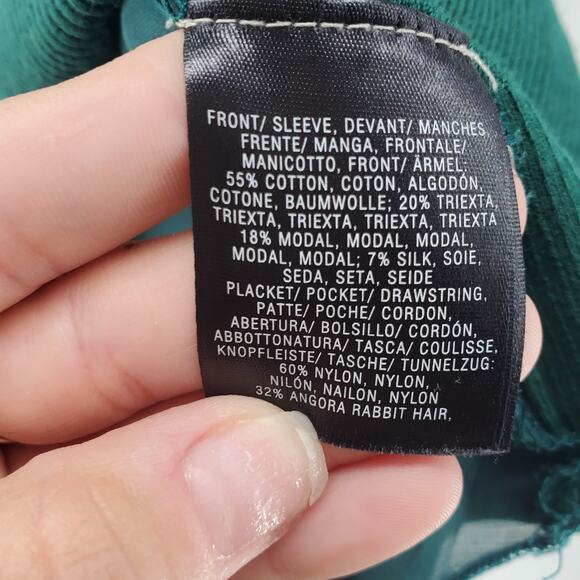 FRONT/ SLEEVE, DEVANT/ MANCHES,
FRENTE/ MANGA, FRONTALE/
MANICOTTO, FRONT/ ÄRMEL:
55% COTTON, COTON, ALGODÓN,
COTONE, BAUMWOLLE; 20% TRIEXTA,
TRIEXTA, TRIEXTA, TRIEXTA, TRIEXTA
18% MODAL, MODAL, MODAL,
MODAL, MODAL; 7% SILK, SOIE,
SEDA, SETA, SEIDE
PLACKET/ POCKET/ DRAWSTRING,
PATTE/ POCHE/ CORDON,
ABERTURA/ BOLSILLO/ CORDÓN,
ABBOTTONATURA/ TASCA/ COULISSE,
KNOPFLEISTE/ TASCHE/ TUNNELZUG:
60% NYLON, NYLON,
NILÓN, NAILON, NYLON
32% ANGORA RABBIT HAIR,